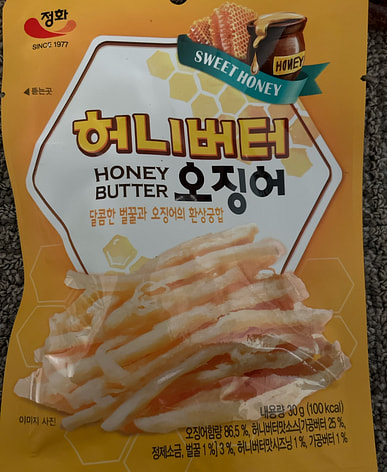 정화
SINCE 1977
HONEY
SWEET HONEY
◀ 뜯는곳
허니버터
HONEY
BUTTER
오징어
달콤한 벌꿀과 오징어의 환상궁합
이미지 사진
내용량 30 g (100 kcal)
오징어함량 86.5 %, 허니버터맛소스[가공버터 25 %,
정제소금, 벌꿀 1 %] 3 %, 허니버터맛시즈닝 1 %, 가공버터 1 %